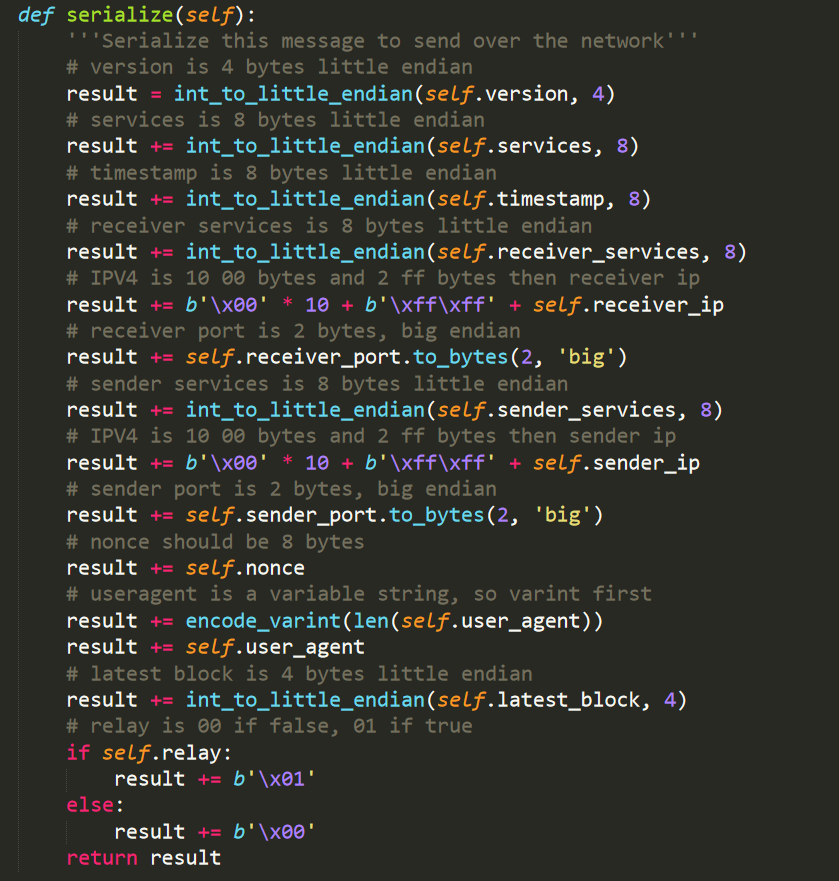 def serialize(self):
    '''Serialize this message to send over the network'''
    # version is 4 bytes little endian
    result = int_to_little_endian(self.version, 4)
    # services is 8 bytes little endian
    result += int_to_little_endian(self.services, 8)
    # timestamp is 8 bytes little endian
    result += int_to_little_endian(self.timestamp, 8)
    # receiver services is 8 bytes little endian
    result += int_to_little_endian(self.receiver_services, 8)
    # IPV4 is 10 00 bytes and 2 ff bytes then receiver ip
    result += b'\x00' * 10 + b'\xff\xff' + self.receiver_ip
    # receiver port is 2 bytes, big endian
    result += self.receiver_port.to_bytes(2, 'big')
    # sender services is 8 bytes little endian
    result += int_to_little_endian(self.sender_services, 8)
    # IPV4 is 10 00 bytes and 2 ff bytes then sender ip
    result += b'\x00' * 10 + b'\xff\xff' + self.sender_ip
    # sender port is 2 bytes, big endian
    result += self.sender_port.to_bytes(2, 'big')
    # nonce should be 8 bytes
    result += self.nonce
    # useragent is a variable string, so varint first
    result += encode_varint(len(self.user_agent))
    result += self.user_agent
    # latest block is 4 bytes little endian
    result += int_to_little_endian(self.latest_block, 4)
    # relay is 00 if false, 01 if true
    if self.relay:
        result += b'\x01'
    else:
        result += b'\x00'
    return result